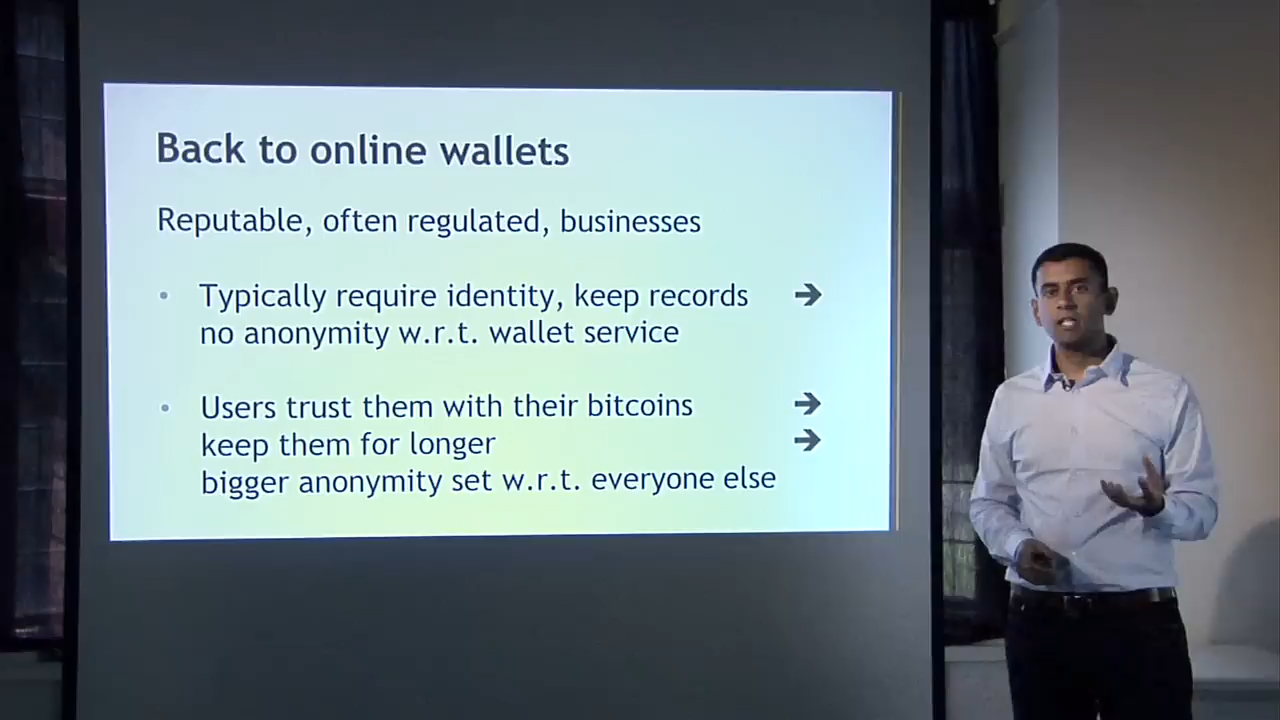 Back to online wallets
Reputable, often regulated, businesses
• Typically require identity, keep records →
no anonymity w.r.t. wallet service
• Users trust them with their bitcoins →
keep them for longer →
bigger anonymity set w.r.t. everyone else